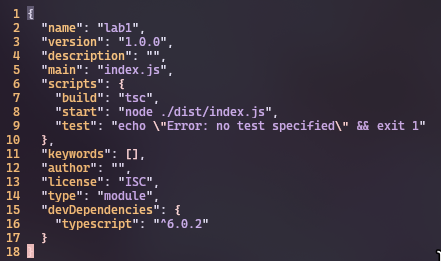 1 {
2   "name": "lab1",
3   "version": "1.0.0",
4   "description": "",
5   "main": "index.js",
6   "scripts": {
7     "build": "tsc",
8     "start": "node ./dist/index.js",
9     "test": "echo \"Error: no test specified\" && exit 1"
10   },
11   "keywords": [],
12   "author": "",
13   "license": "ISC",
14   "type": "module",
15   "devDependencies": {
16     "typescript": "^6.0.2"
17   }
18 }